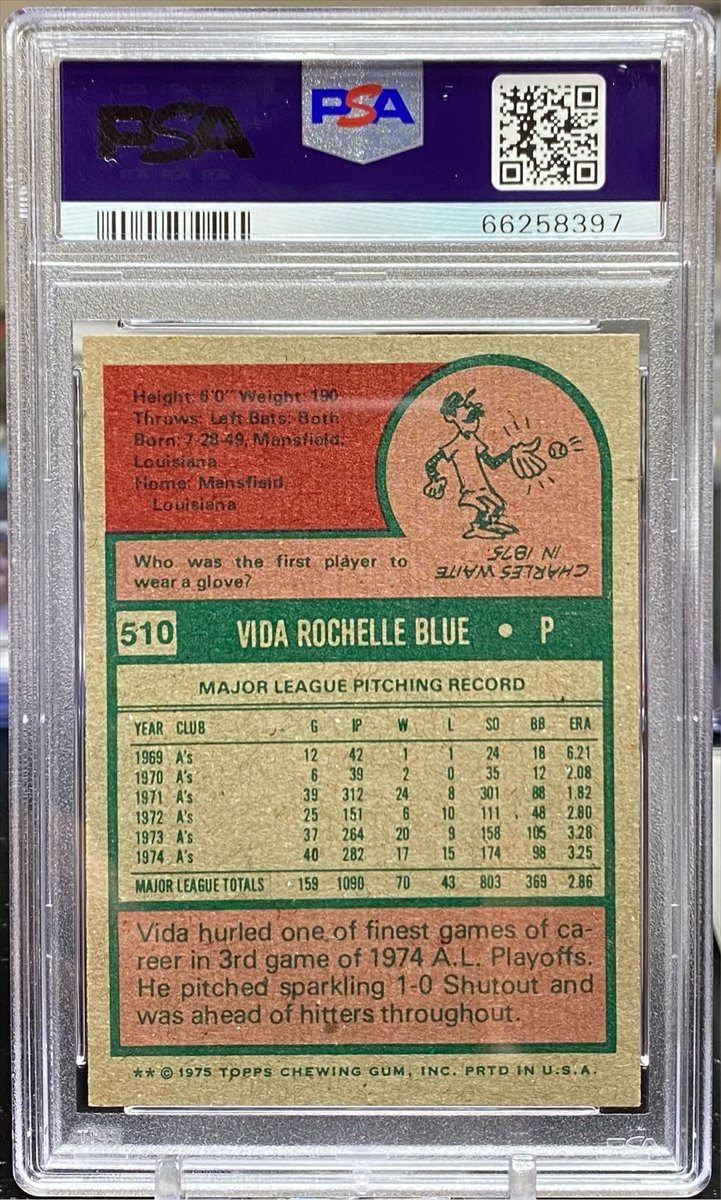 PSA
PSA
PSA PSA PSA
66258397
Height: 6'0" Weight: 190
Throws: Left Bats: Both
Born: 7-28-49, Mansfield,
Louisiana
Home: Mansfield,
Louisiana
CHARLES WAITE
IN 1875
Who was the first player to
wear a glove?
510 VIDA ROCHELLE BLUE • P
MAJOR LEAGUE PITCHING RECORD
YEAR CLUB G IP W L SO BB ERA
1969 A's 12 42 1 1 24 18 6.21
1970 A's 6 39 2 0 35 12 2.08
1971 A's 39 312 24 8 301 88 1.82
1972 A's 25 151 6 10 111 48 2.80
1973 A's 37 264 20 9 158 105 3.28
1974 A's 40 282 17 15 174 98 3.25
MAJOR LEAGUE TOTALS 159 1090 70 43 803 369 2.86
Vida hurled one of finest games of ca-
reer in 3rd game of 1974 A.L. Playoffs.
He pitched sparkling 1-0 Shutout and
was ahead of hitters throughout.
** © 1975 TOPPS CHEWING GUM, INC. PRTD IN U.S.A.
PSA